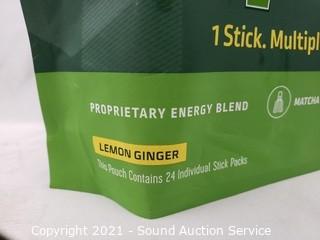 1 Stick. Multipl
PROPRIETARY ENERGY BLEND
MATCHA
LEMON GINGER
This Pouch Contains 24 Individual Stick Packs
Copyright 2021 - Sound Auction Service